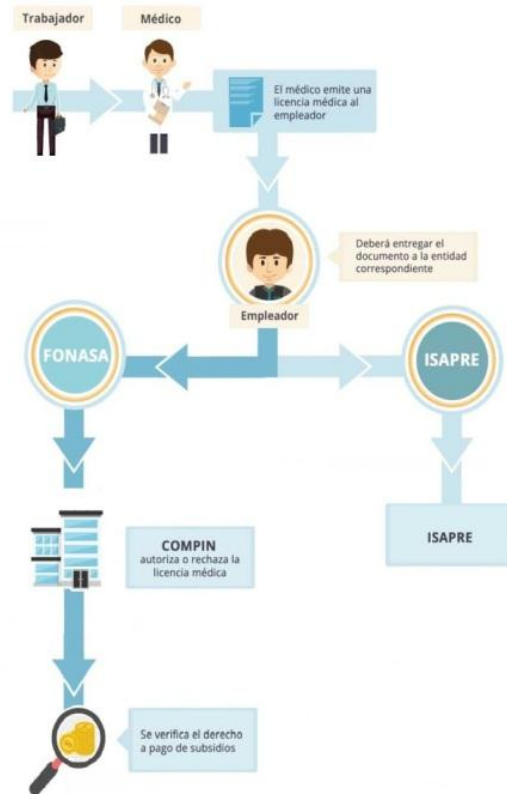 Trabajador
Médico
El médico emite una
licencia médica al
empleador
Deberá entregar el
documento a la entidad
correspondiente
Empleador
FONASA
ISAPRE
COMPIN
autoriza o rechaza la
licencia médica
ISAPRE
Se verifica el derecho
a pago de subsidios